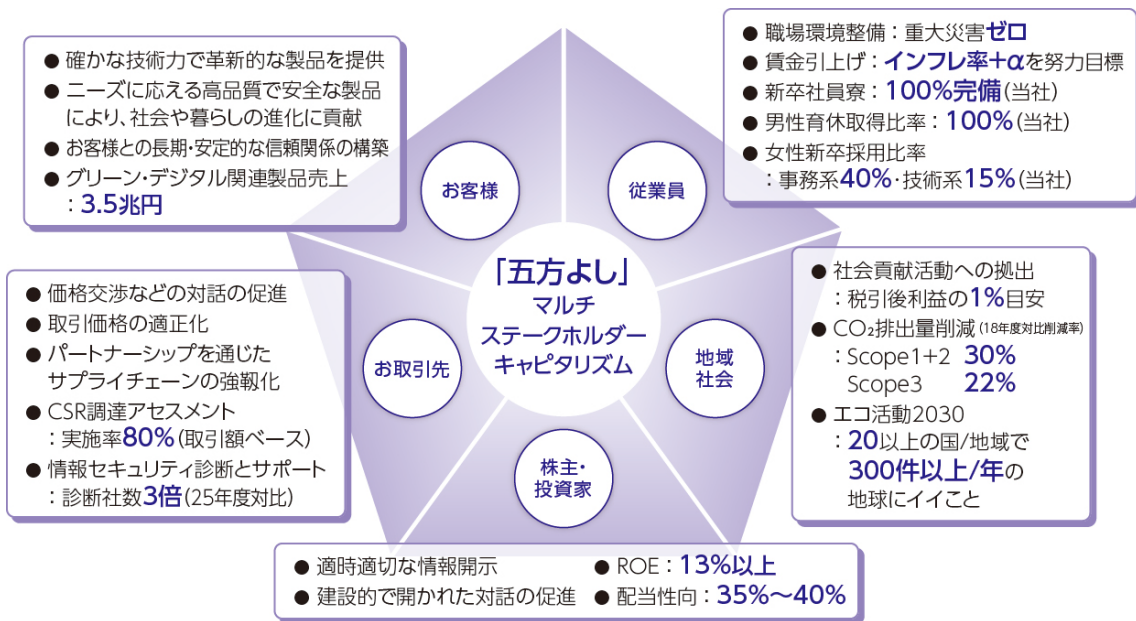 ● 確かな技術力で革新的な製品を提供
● ニーズに応える高品質で安全な製品
により、社会や暮らしの進化に貢献
● お客様との長期・安定的な信頼関係の構築
● グリーン・デジタル関連製品売上
：3.5兆円
● 職場環境整備：重大災害ゼロ
● 賃金引上げ：インフレ率+αを努力目標
● 新卒社員寮：100%完備(当社)
● 男性育休取得比率：100%(当社)
● 女性新卒採用比率
：事務系40%・技術系15%(当社)
お客様
従業員
「五方よし」
マルチ
ステークホルダー
キャピタリズム
● 価格交渉などの対話の促進
● 取引価格の適正化
● パートナーシップを通じた
サプライチェーンの強靱化
● CSR調達アセスメント
：実施率80%(取引額ベース)
● 情報セキュリティ診断とサポート
：診断社数3倍(25年度対比)
お取引先
地域
社会
● 社会貢献活動への拠出
：税引後利益の1%目安
● CO₂排出量削減(18年度対比削減率)
：Scope1+2 30%
Scope3 22%
● エコ活動2030
：20以上の国/地域で
300件以上/年の
地球にイイこと
株主・
投資家
● 適時適切な情報開示
● 建設的で開かれた対話の促進
● ROE：13%以上
● 配当性向：35%～40%